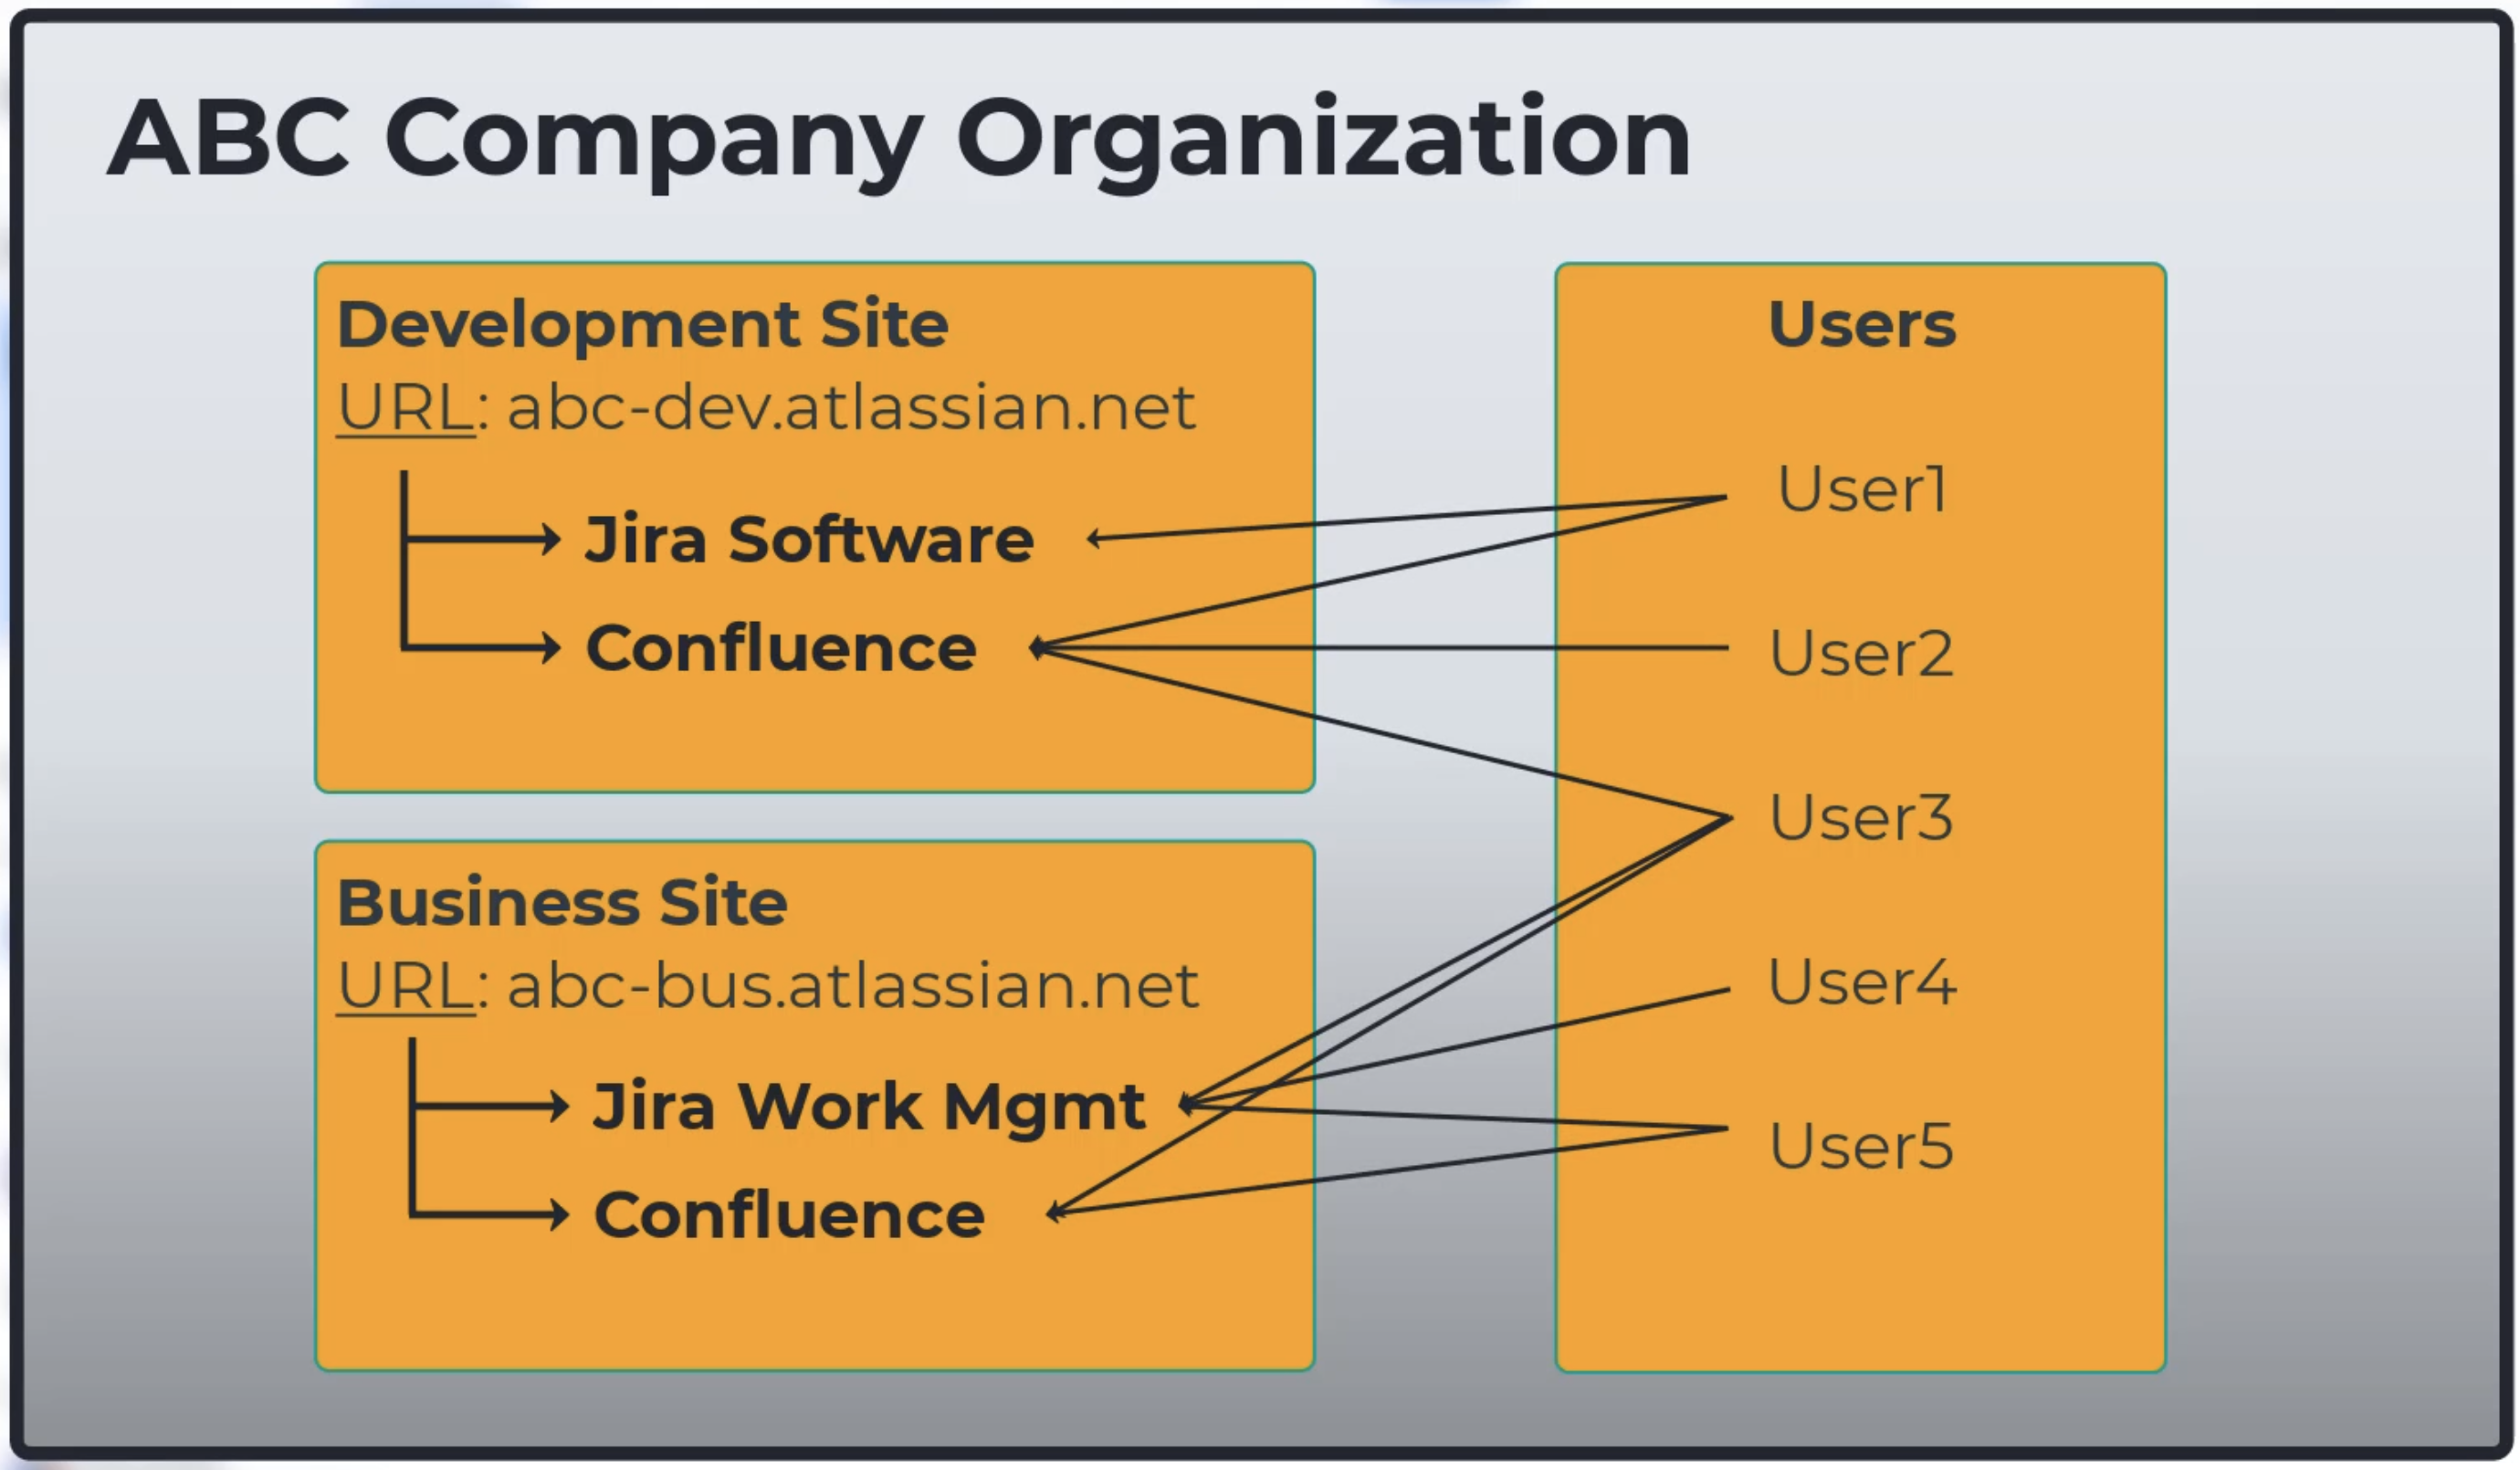 ABC Company Organization
Development Site
URL: abc-dev.atlassian.net
Jira Software
Confluence
Business Site
URL: abc-bus.atlassian.net
Jira Work Mgmt
Confluence
Users
User1
User2
User3
User4
User5